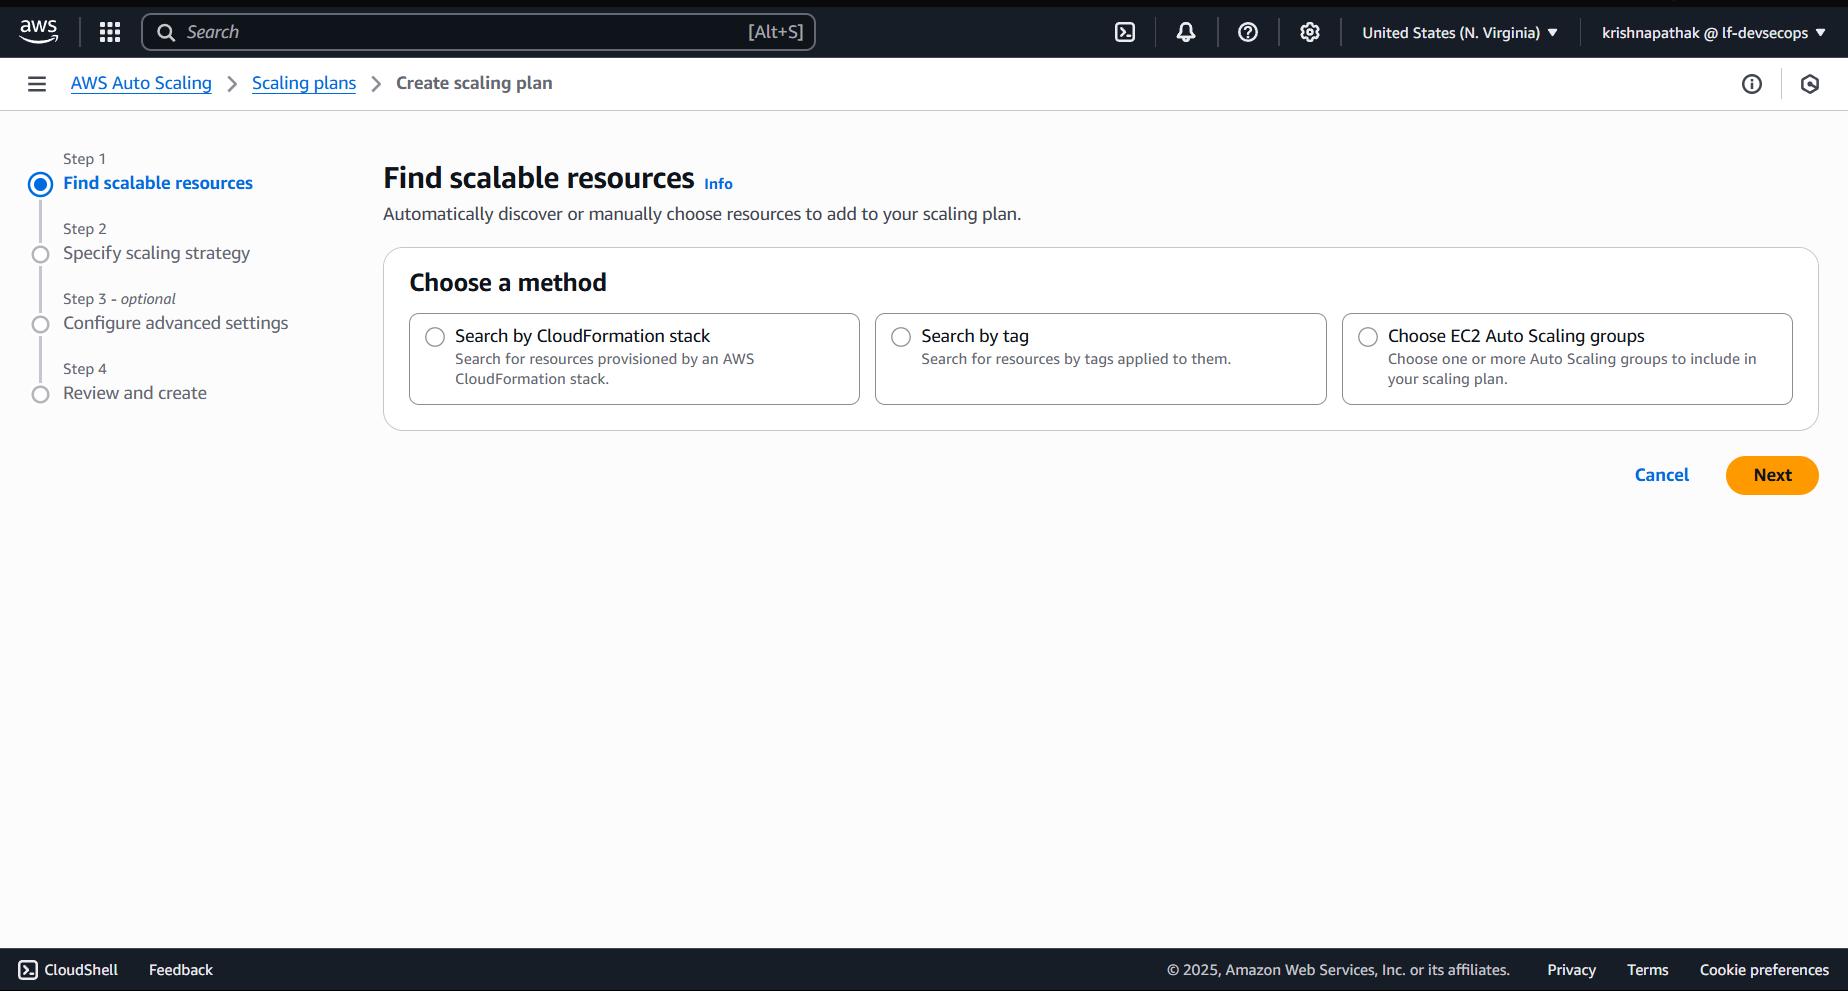 aws
Search [Alt+S]
United States (N. Virginia)
krishnapathak @ lf-devsecops
AWS Auto Scaling
Scaling plans
Create scaling plan
Step 1
Find scalable resources
Step 2
Specify scaling strategy
Step 3 - optional
Configure advanced settings
Step 4
Review and create
Find scalable resources Info
Automatically discover or manually choose resources to add to your scaling plan.
Choose a method
Search by CloudFormation stack
Search for resources provisioned by an AWS
CloudFormation stack.
Search by tag
Search for resources by tags applied to them.
Choose EC2 Auto Scaling groups
Choose one or more Auto Scaling groups to include in
your scaling plan.
Cancel
Next
CloudShell
Feedback
© 2025, Amazon Web Services, Inc. or its affiliates.
Privacy
Terms
Cookie preferences